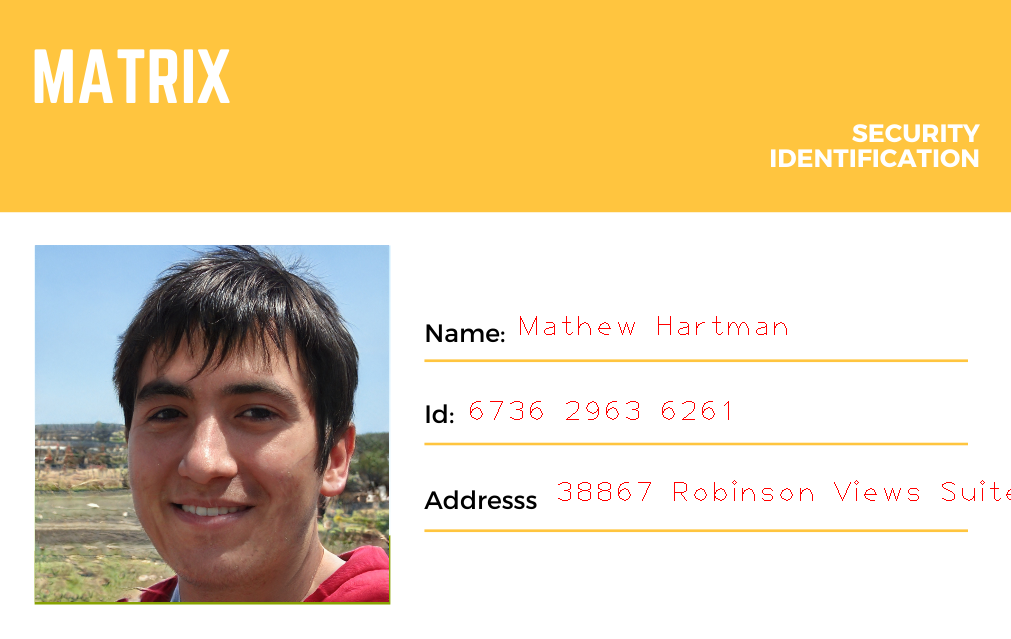 MATRIX
SECURITY
IDENTIFICATION
Name: Mathew Hartman
Id: 6736 2963 6261
Addresss 38867 Robinson Views Suite